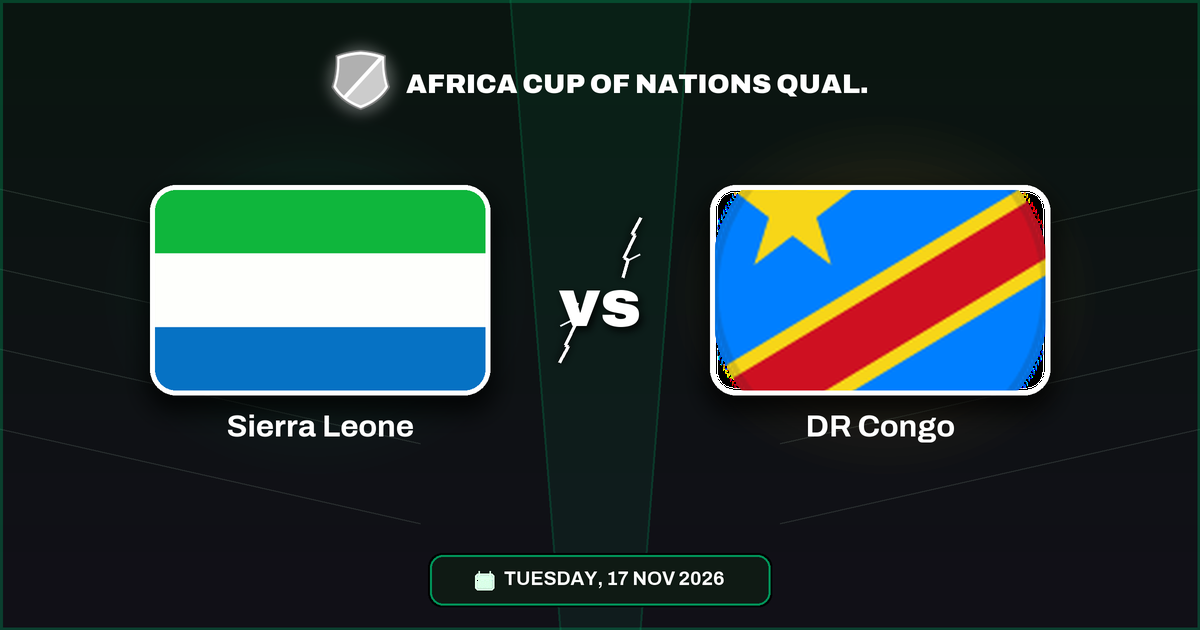 AFRICA CUP OF NATIONS QUAL.
VS
Sierra Leone
DR Congo
TUESDAY, 17 NOV 2026